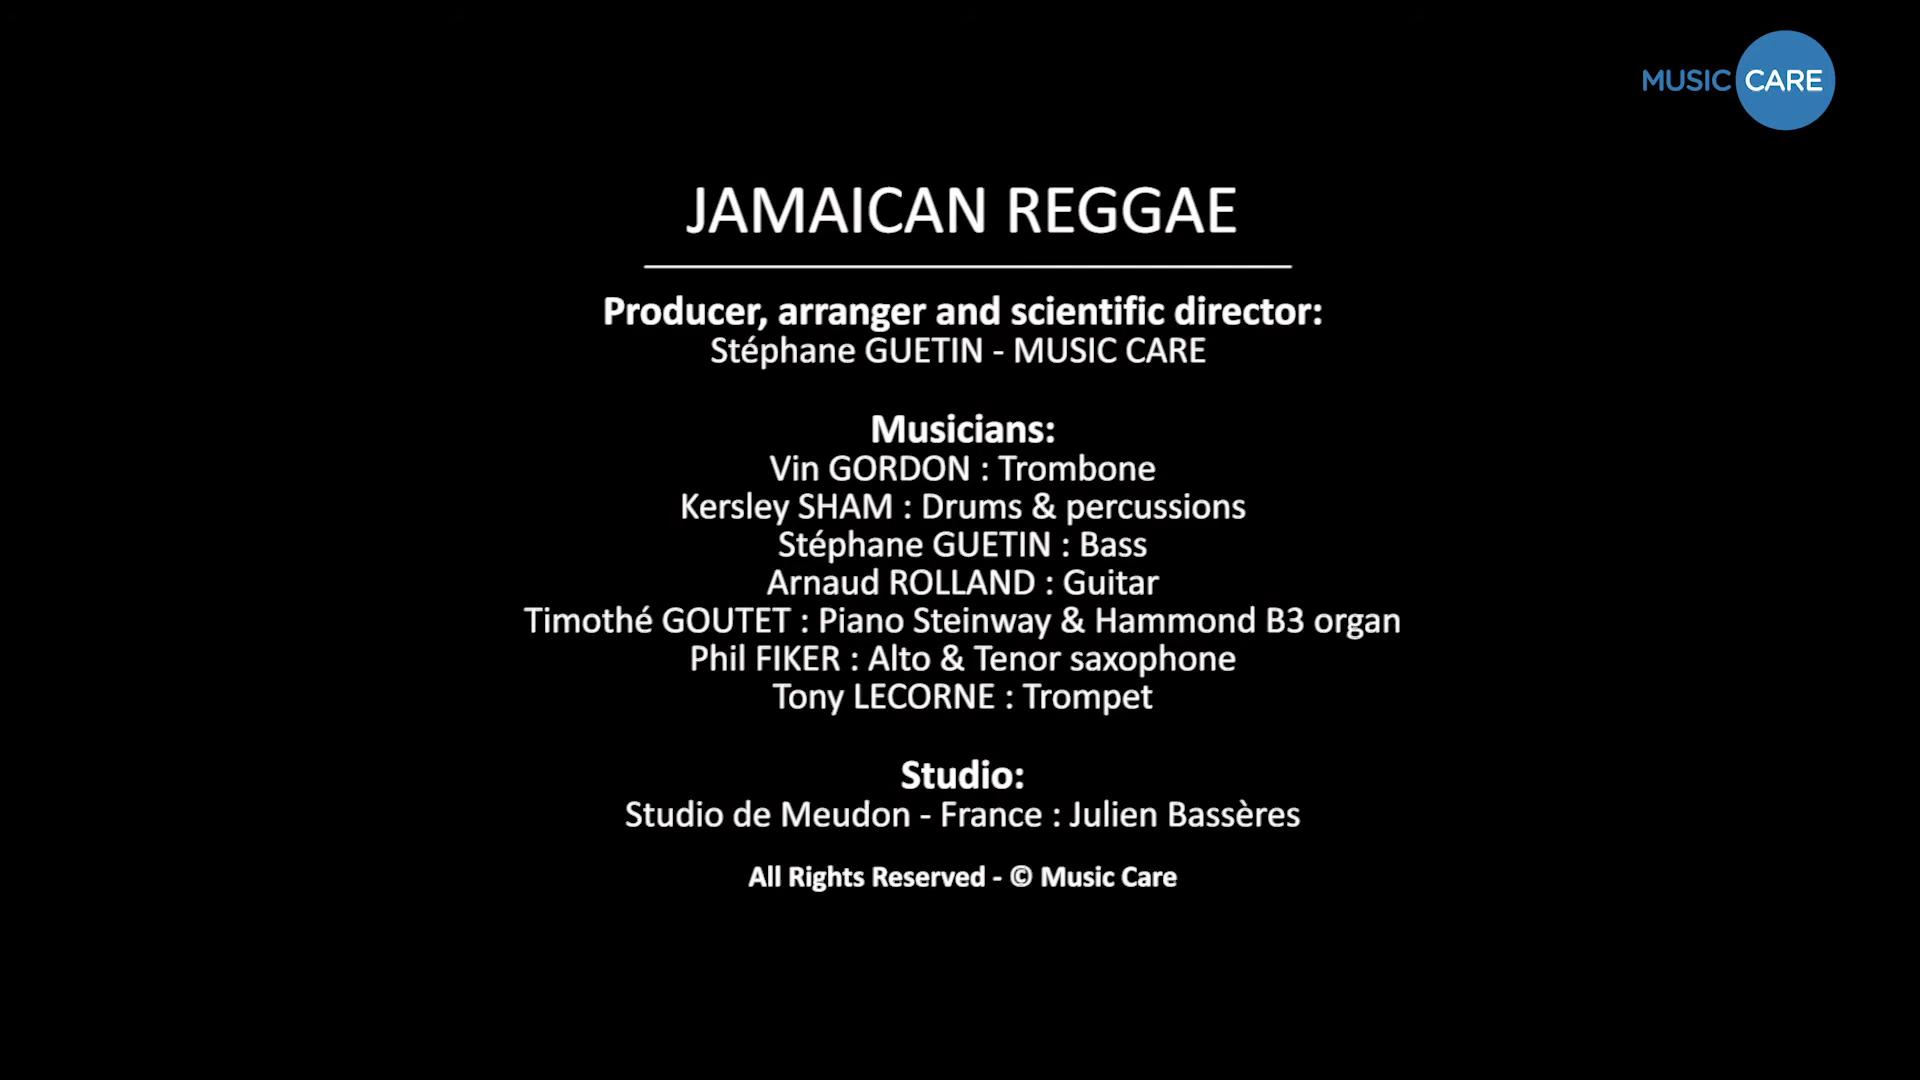 MUSIC CARE
JAMAICAN REGGAE
Producer, arranger and scientific director:
Stéphane GUETIN - MUSIC CARE
Musicians:
Vin GORDON : Trombone
Kersley SHAM : Drums & percussions
Stéphane GUETIN : Bass
Arnaud ROLLAND : Guitar
Timothé GOUTET : Piano Steinway & Hammond B3 organ
Phil FIKER : Alto & Tenor saxophone
Tony LECORNE : Trompet
Studio:
Studio de Meudon - France : Julien Bassères
All Rights Reserved - © Music Care